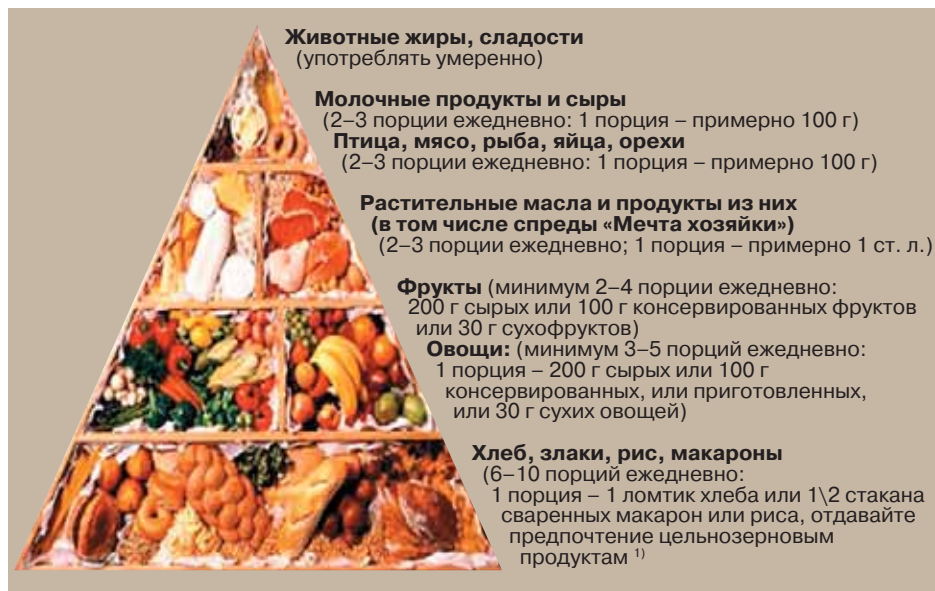 Животные жиры, сладости
(употреблять умеренно)
Молочные продукты и сыры
(2–3 порции ежедневно: 1 порция – примерно 100 г)
Птица, мясо, рыба, яйца, орехи
(2–3 порции ежедневно: 1 порция – примерно 100 г)
Растительные масла и продукты из них
(в том числе спреды «Мечта хозяйки»)
(2–3 порции ежедневно; 1 порция – примерно 1 ст. л.)
Фрукты (минимум 2–4 порции ежедневно:
200 г сырых или 100 г консервированных фруктов
или 30 г сухофруктов)
Овощи: (минимум 3–5 порций ежедневно:
1 порция – 200 г сырых или 100 г
консервированных, или приготовленных,
или 30 г сухих овощей)
Хлеб, злаки, рис, макароны
(6–10 порций ежедневно:
1 порция – 1 ломтик хлеба или 1\2 стакана
сваренных макарон или риса, отдавайте
предпочтение цельнозерновым
продуктам 1)